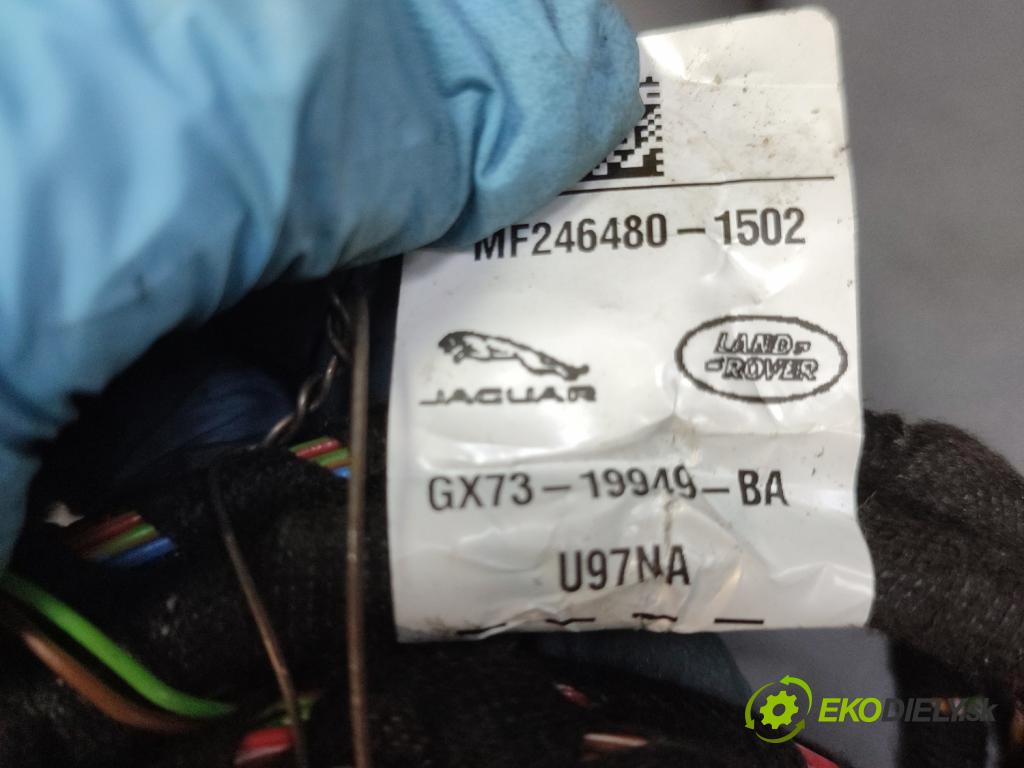 MF246480-1502
JAGUAR
LAND-
-ROVER
GX73-19949-BA
U97NA
EKODIELY.sk